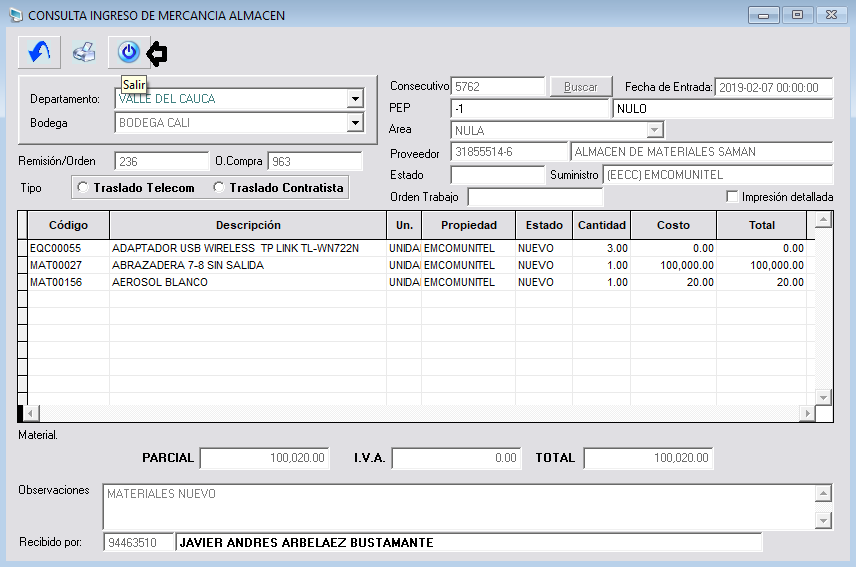 CONSULTA INGRESO DE MERCANCIA ALMACEN
Salir
Departamento: VALLE DEL CAUCA
Bodega BODEGA CALI
Consecutivo 5762 Buscar Fecha de Entrada: 2019-02-07 00:00:00
PEP -1 NULO
Area NULA
Remisión/Orden 236 O.Compra 963
Proveedor 31855514-6 ALMACEN DE MATERIALES SAMAN
Estado Suministro (EECC) EMCOMUNITEL
Tipo Traslado Telecom Traslado Contratista
Orden Trabajo Impresión detallada
Código Descripción Un. Propiedad Estado Cantidad Costo Total
EQC00055 ADAPTADOR USB WIRELESS TP LINK TL-WN722N UNIDA EMCOMUNITEL NUEVO 3.00 0.00 0.00
MAT00027 ABRAZADERA 7-8 SIN SALIDA UNIDA EMCOMUNITEL NUEVO 1.00 100,000.00 100,000.00
MAT00156 AEROSOL BLANCO UNIDA EMCOMUNITEL NUEVO 1.00 20.00 20.00
Material.
PARCIAL 100,020.00 I.V.A. 0.00 TOTAL 100,020.00
Observaciones MATERIALES NUEVO
Recibido por: 94463510 JAVIER ANDRES ARBELAEZ BUSTAMANTE